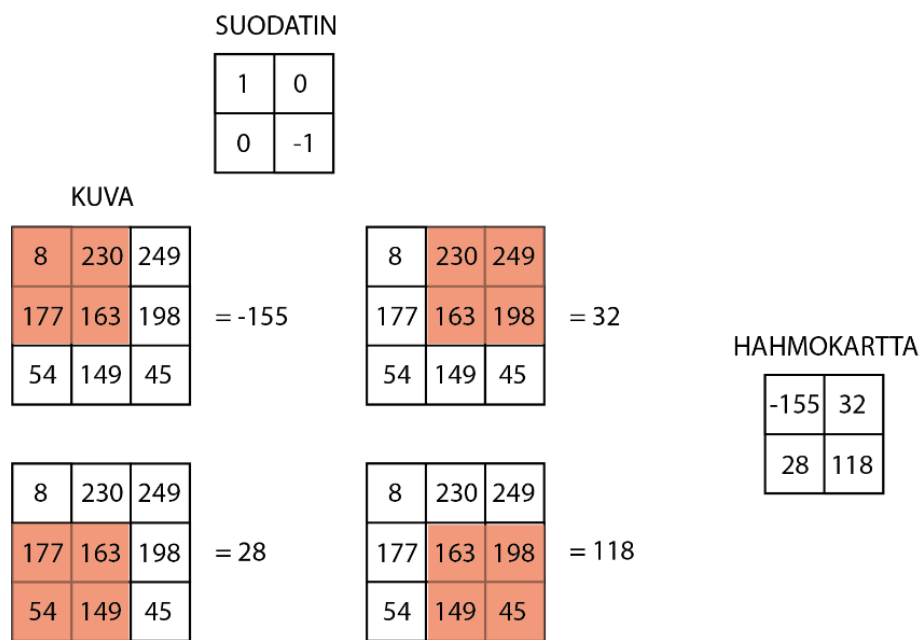 SUODATIN
1 0
0 -1
KUVA
8 230 249
177 163 198
54 149 45
= -155
8 230 249
177 163 198
54 149 45
= 32
8 230 249
177 163 198
54 149 45
= 28
8 230 249
177 163 198
54 149 45
= 118
HAHMOKARTTA
-155 32
28 118